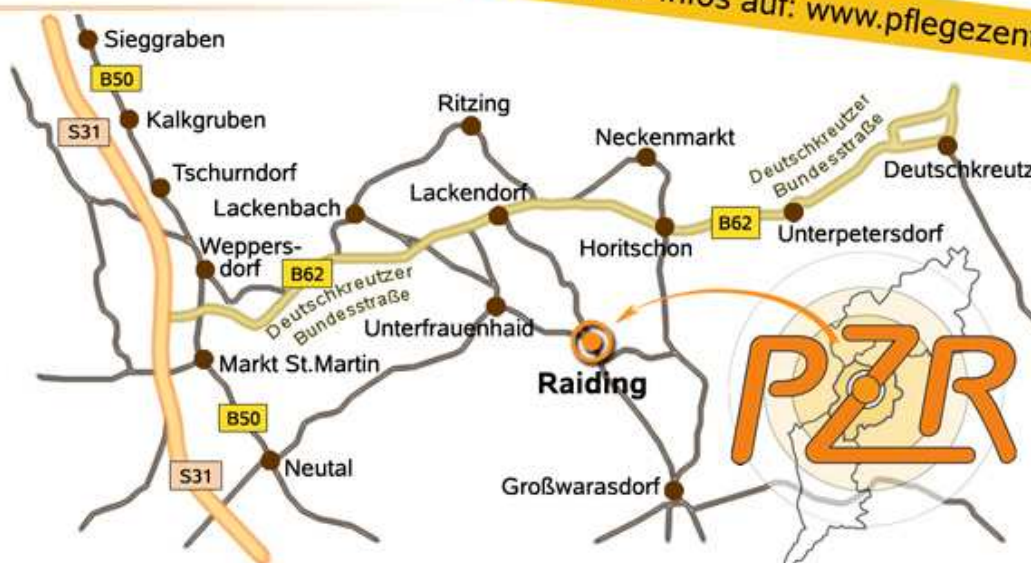 auf: www.pflegezent
Sieggraben
B50
Kalkgruben
S31
Tschurndorf
Ritzing
Neckenmarkt
Deutschkreutzer
Bundesstraße
Deutschkreutz
Lackenbach
Lackendorf
Weppers-
dorf
B62
Horitschon
B62
Unterpetersdorf
Deutschkreutzer
Bundesstraße
Unterfrauenhaid
Markt St.Martin
Raiding
PZR
B50
S31
Neutal
Großwarasdorf